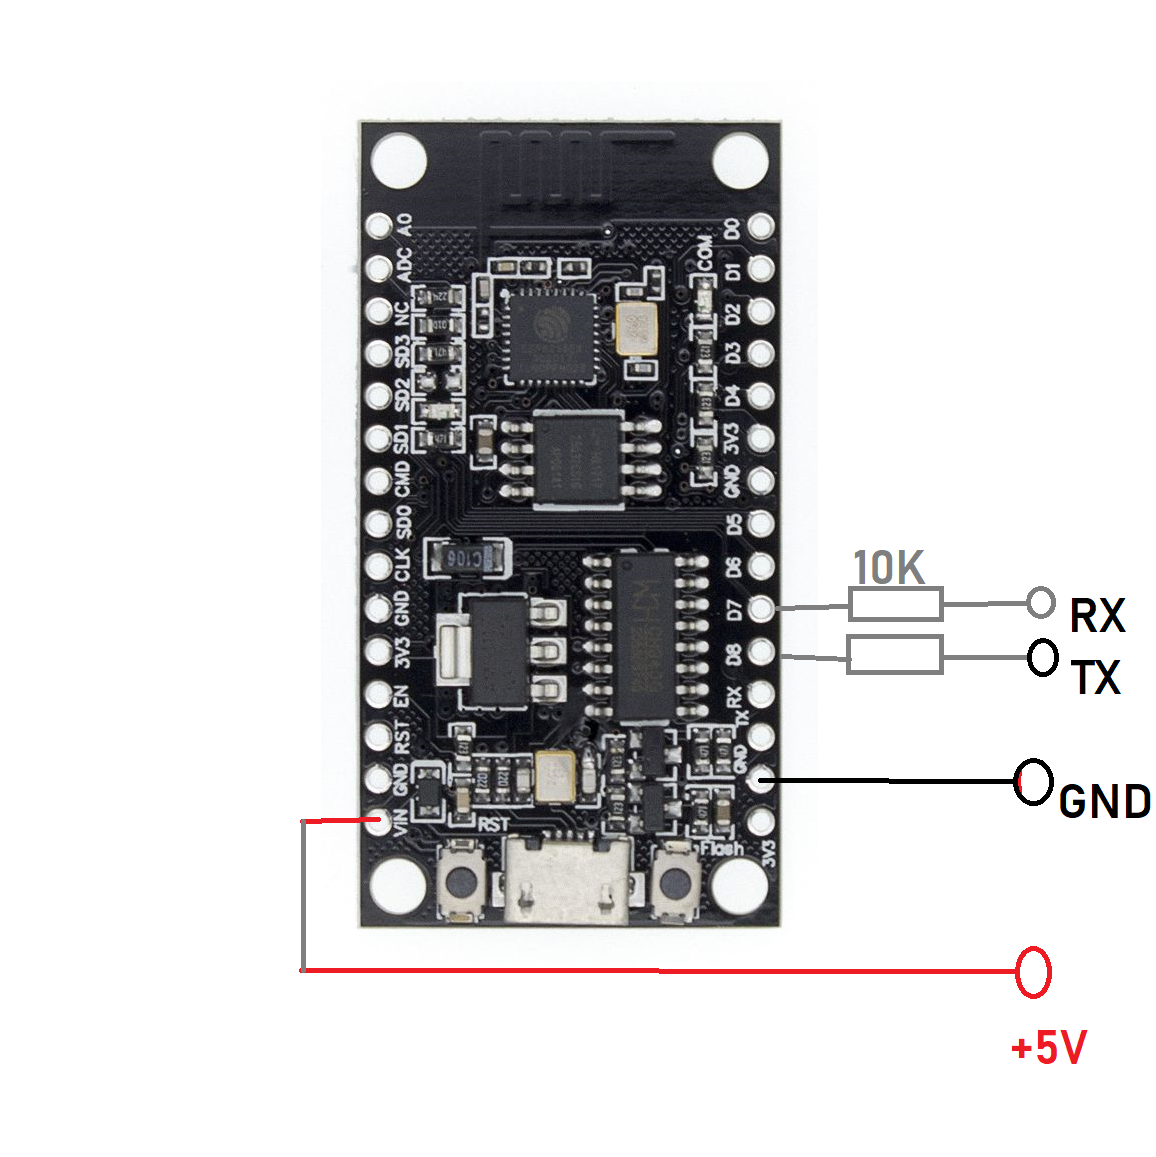 A0
ADC
NC
SD3
SD2
SD1
CMD
SD0
CLK
GND
3V3
EN
RST
GND
VIN
D0
D1
D2
D3
D4
3V3
GND
D5
D6
D7
D8
RX
TX
GND
3V3
COM
C106
RST
Flash
10K
RX
TX
GND
+5V